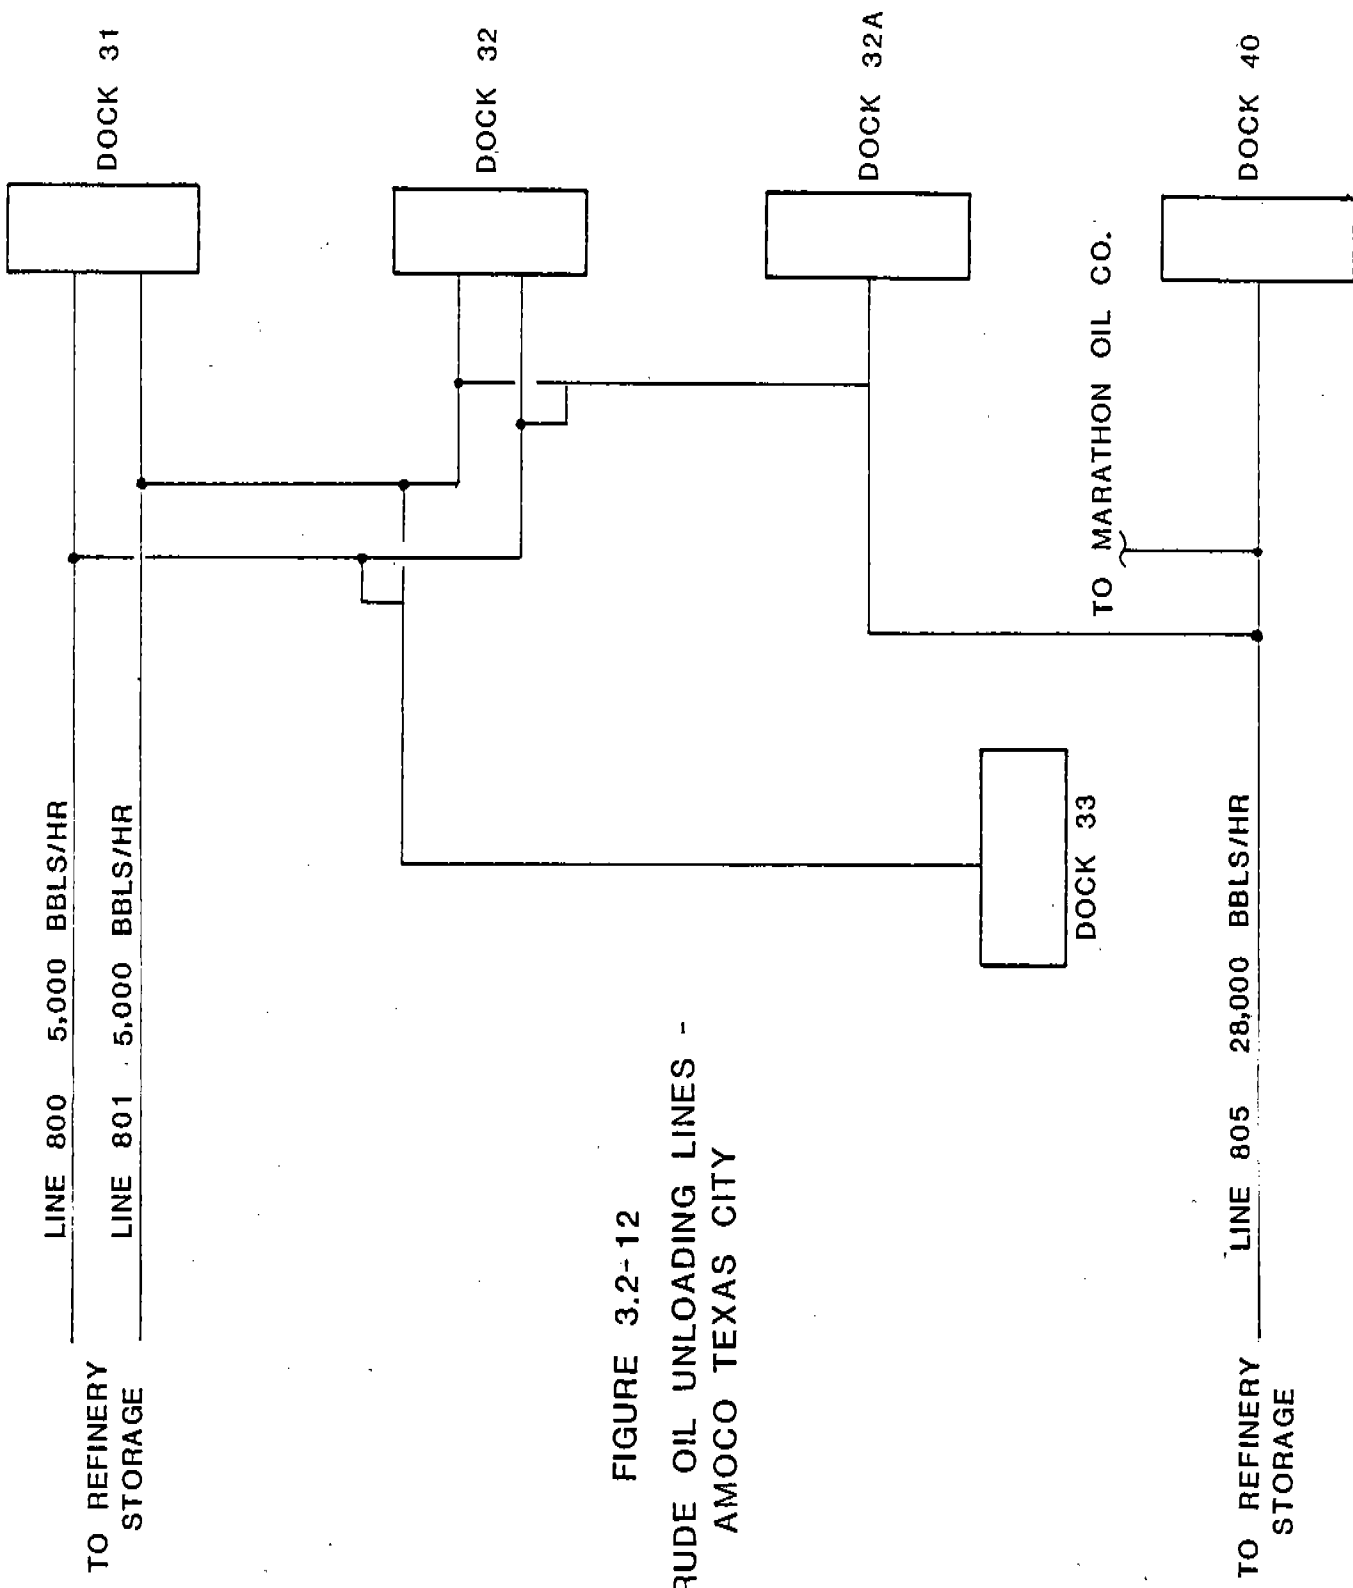 DOCK 31
DOCK 32
DOCK 32A
DOCK 40
TO MARATHON OIL CO.
DOCK 33
LINE 800 5,000 BBLS/HR
LINE 801 5,000 BBLS/HR
LINE 805 28,000 BBLS/HR
TO REFINERY
STORAGE
TO REFINERY
STORAGE
FIGURE 3.2-12
RUDE OIL UNLOADING LINES -
AMOCO TEXAS CITY